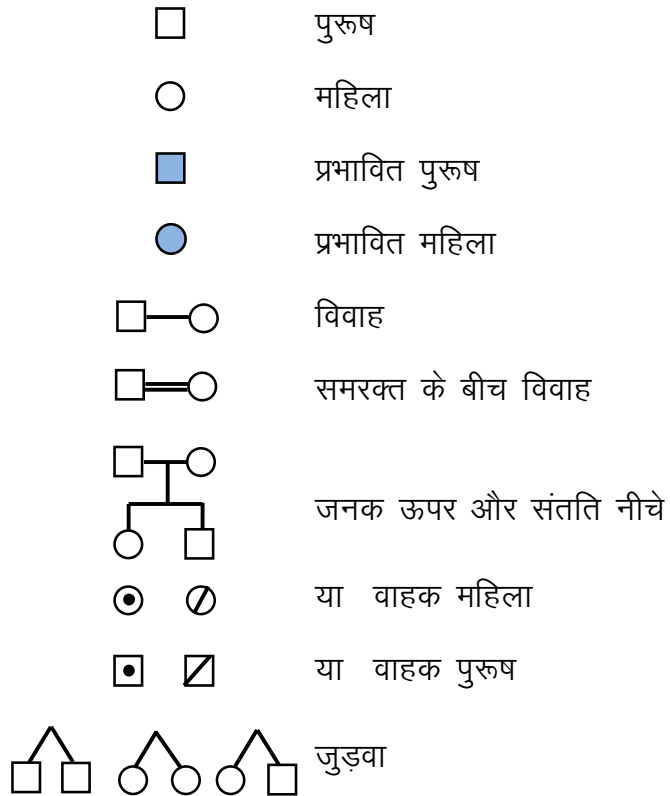 पुरूष
महिला
प्रभावित पुरूष
प्रभावित महिला
विवाह
समरक्त के बीच विवाह
जनक ऊपर और संतति नीचे
या वाहक महिला
या वाहक पुरूष
जुड़वा